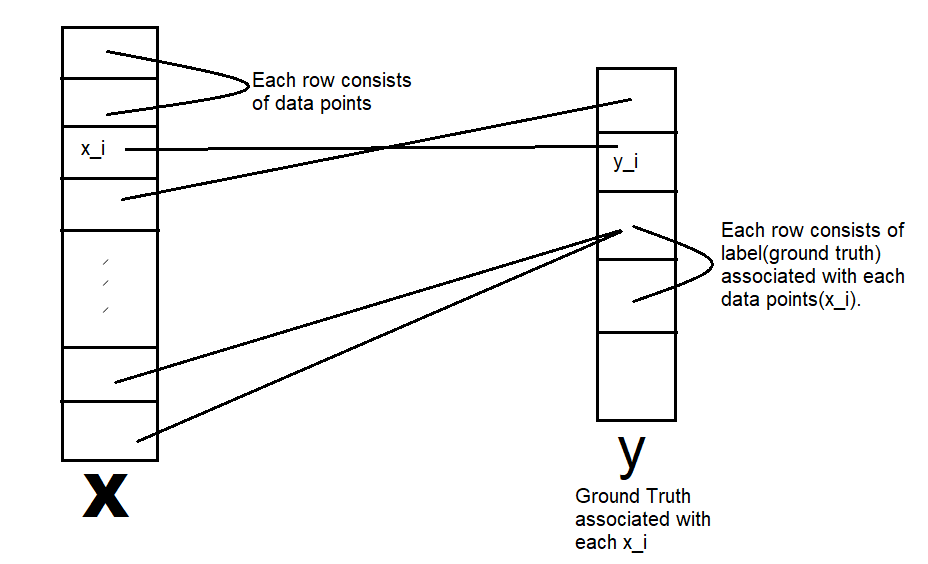 Each row consists
of data points
x_i
y_i
Each row consists of
label(ground truth)
associated with each
data points(x_i).
x
y
Ground Truth
associated with
each x_i